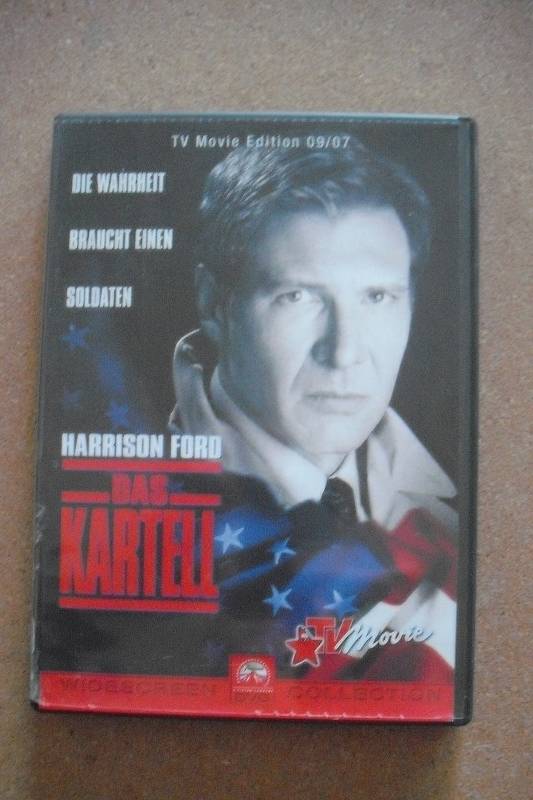 TV Movie Edition 09/07
DIE WAHRHEIT
BRAUCHT EINEN
SOLDATEN
HARRISON FORD
DAS
KARTELL
TV Movie
WIDESCREEN COLLECTION